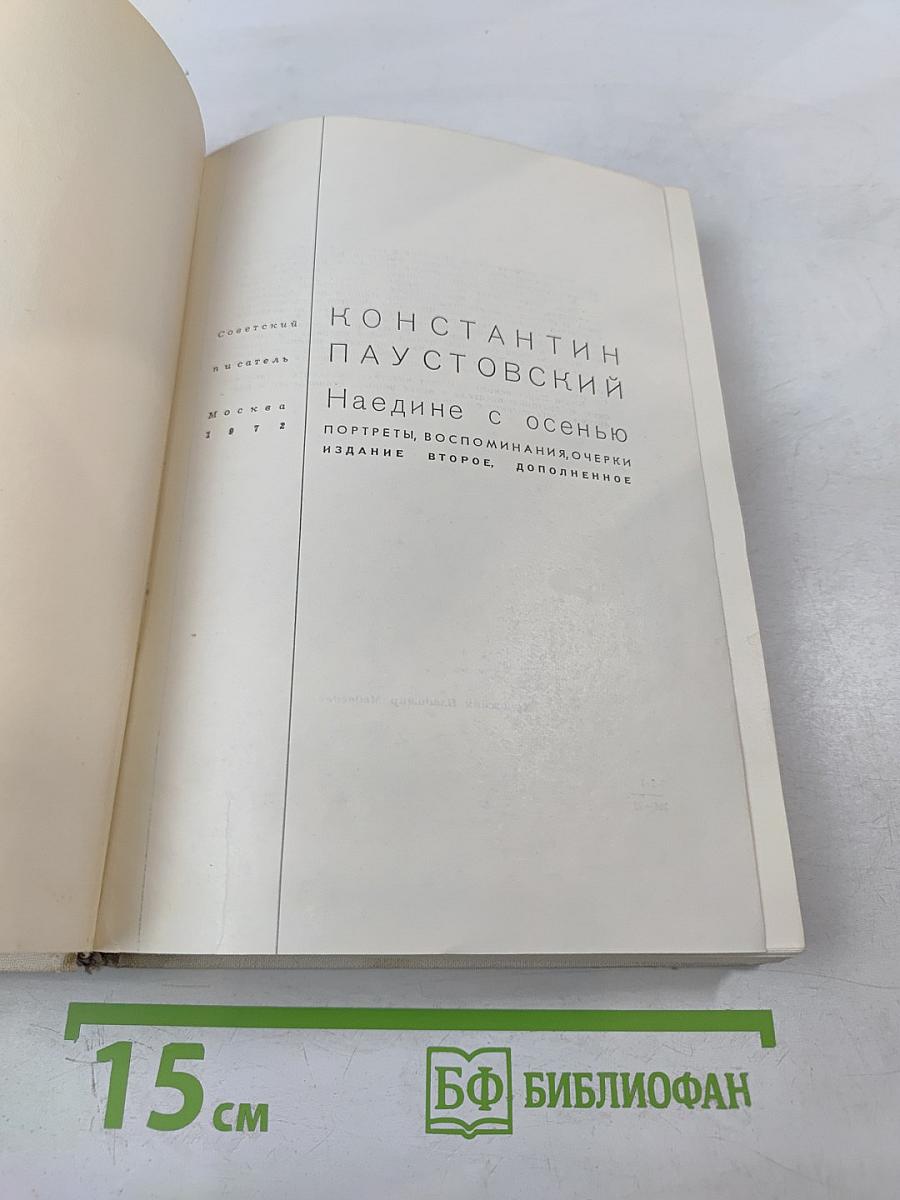 Советский
писатель
Москва
1972
КОНСТАНТИН
ПАУСТОВСКИЙ
Наедине с осенью
ПОРТРЕТЫ, ВОСПОМИНАНИЯ, ОЧЕРКИ
ИЗДАНИЕ ВТОРОЕ, ДОПОЛНЕННОЕ
15 см
БФ БИБЛИОФАН